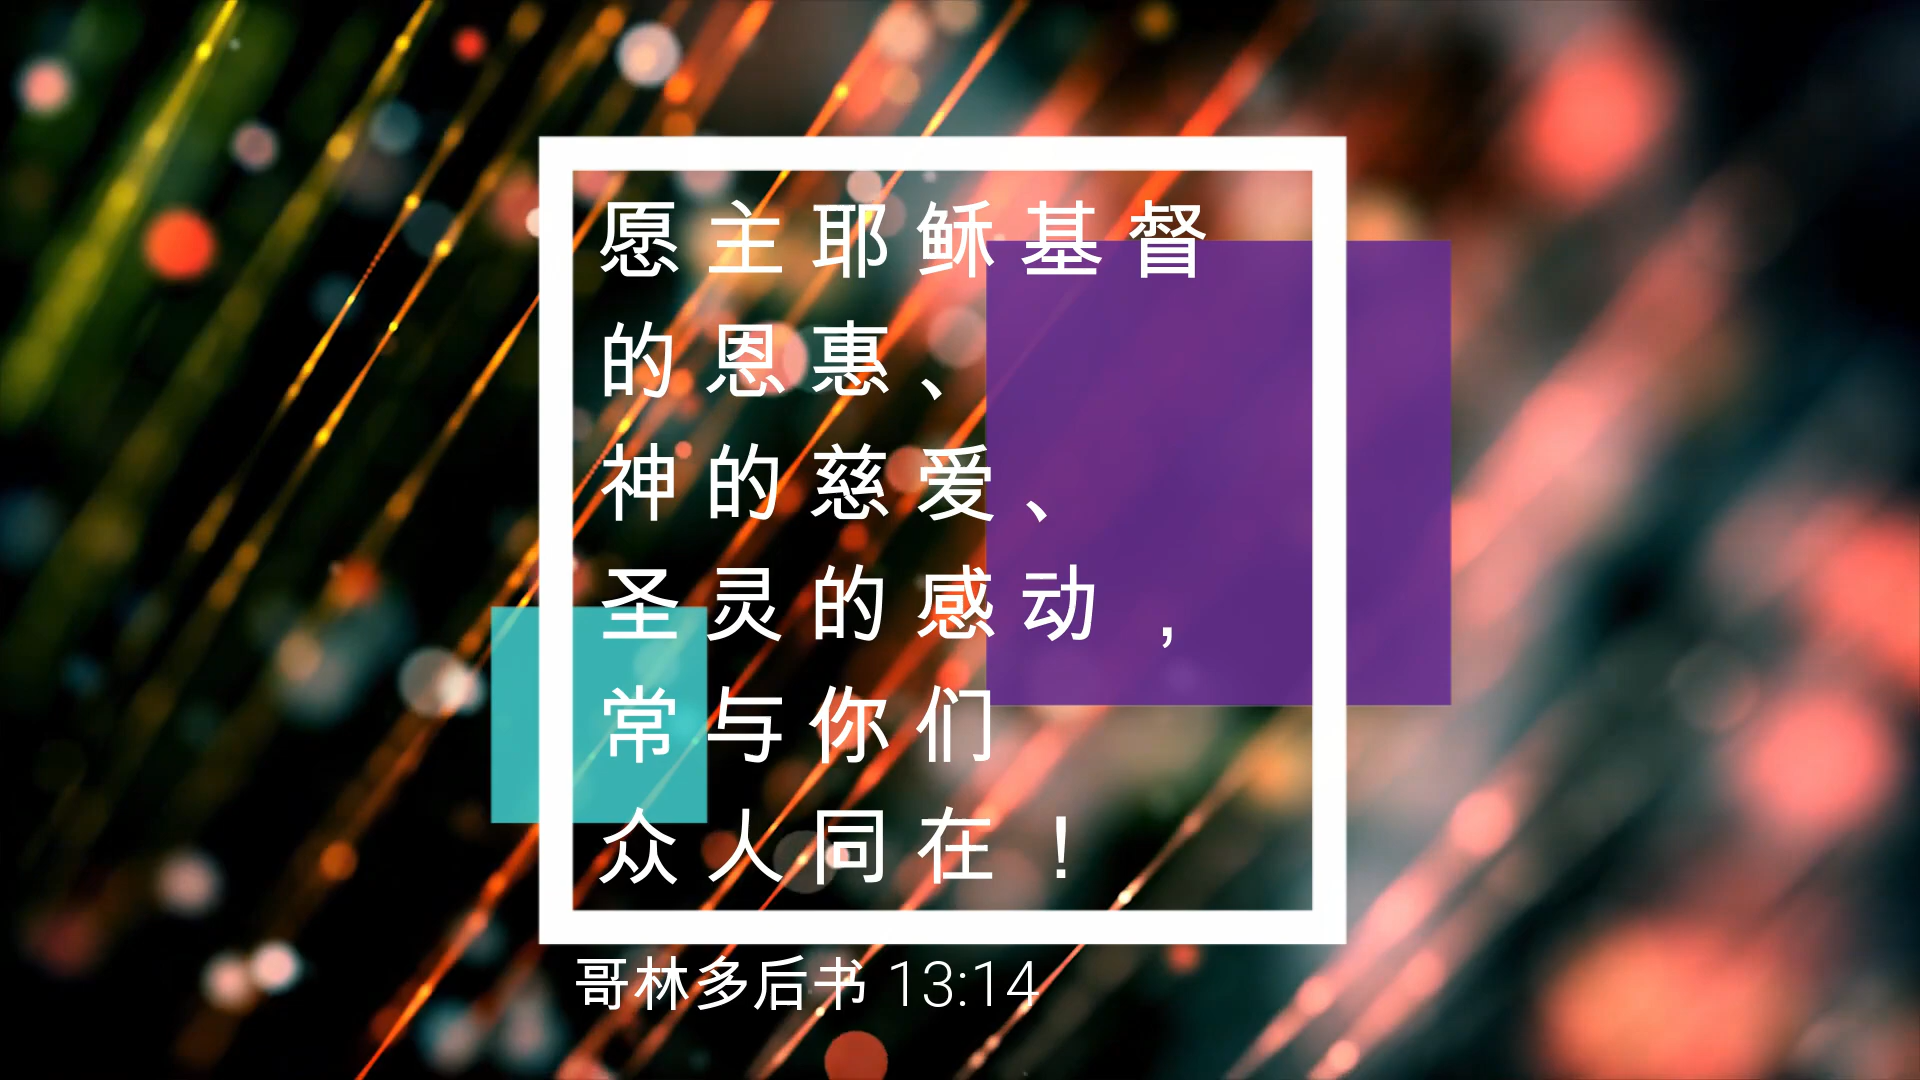 愿主耶稣基督
的恩惠、
神的慈爱、
圣灵的感动，
常与你们
众人同在！
哥林多后书 13:14